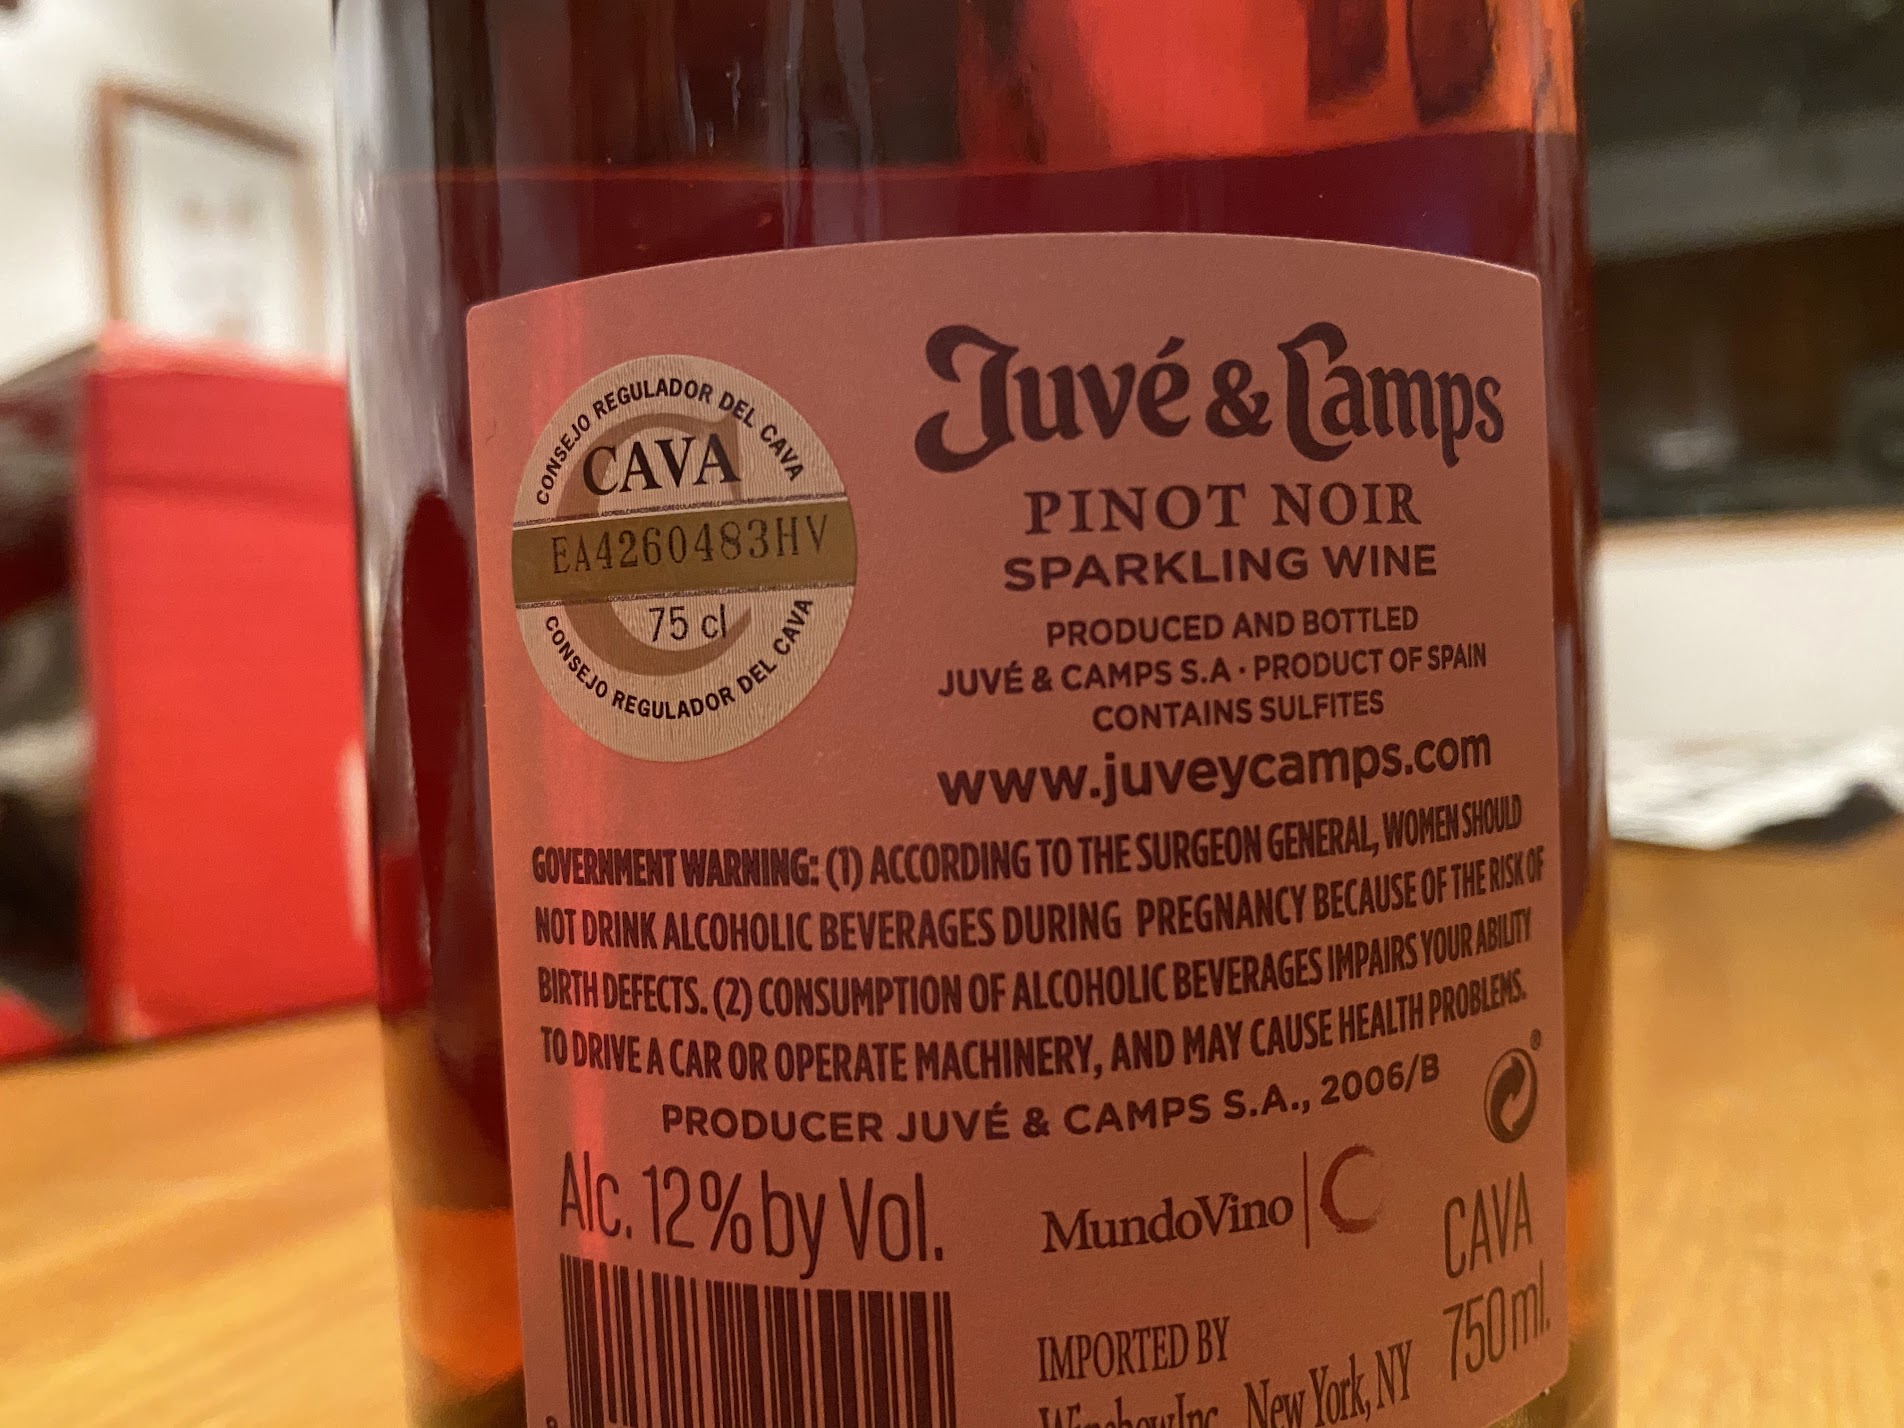 CONSEJO REGULADOR DEL CAVA
CAVA
EA4260483HV
75 cl
CONSEJO REGULADOR DEL CAVA
Juvé & Camps
PINOT NOIR
SPARKLING WINE
PRODUCED AND BOTTLED
JUVÉ & CAMPS S.A · PRODUCT OF SPAIN
CONTAINS SULFITES
www.juveycamps.com
GOVERNMENT WARNING: (1) ACCORDING TO THE SURGEON GENERAL, WOMEN SHOULD
NOT DRINK ALCOHOLIC BEVERAGES DURING PREGNANCY BECAUSE OF THE RISK OF
BIRTH DEFECTS. (2) CONSUMPTION OF ALCOHOLIC BEVERAGES IMPAIRS YOUR ABILITY
TO DRIVE A CAR OR OPERATE MACHINERY, AND MAY CAUSE HEALTH PROBLEMS.
PRODUCER JUVÉ & CAMPS S.A., 2006/B
®
Alc. 12% by Vol.
MundoVino
CAVA
750 ml.
IMPORTED BY
New York, NY